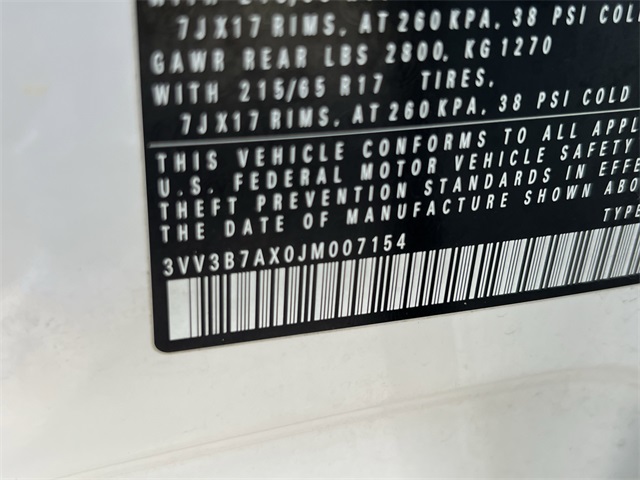 7JX17 RIMS, AT 260 KPA, 38 PSI COL
GAWR REAR LBS 2800, KG 1270
WITH 215/65 R17 TIRES,
7JX17 RIMS, AT 260 KPA, 38 PSI COLD
THIS VEHICLE CONFORMS TO ALL APPL
U.S. FEDERAL MOTOR VEHICLE SAFETY
THEFT PREVENTION STANDARDS IN EFFE
THE DATE OF MANUFACTURE SHOWN ABO
TYPE
3VV3B7AX0JM007154